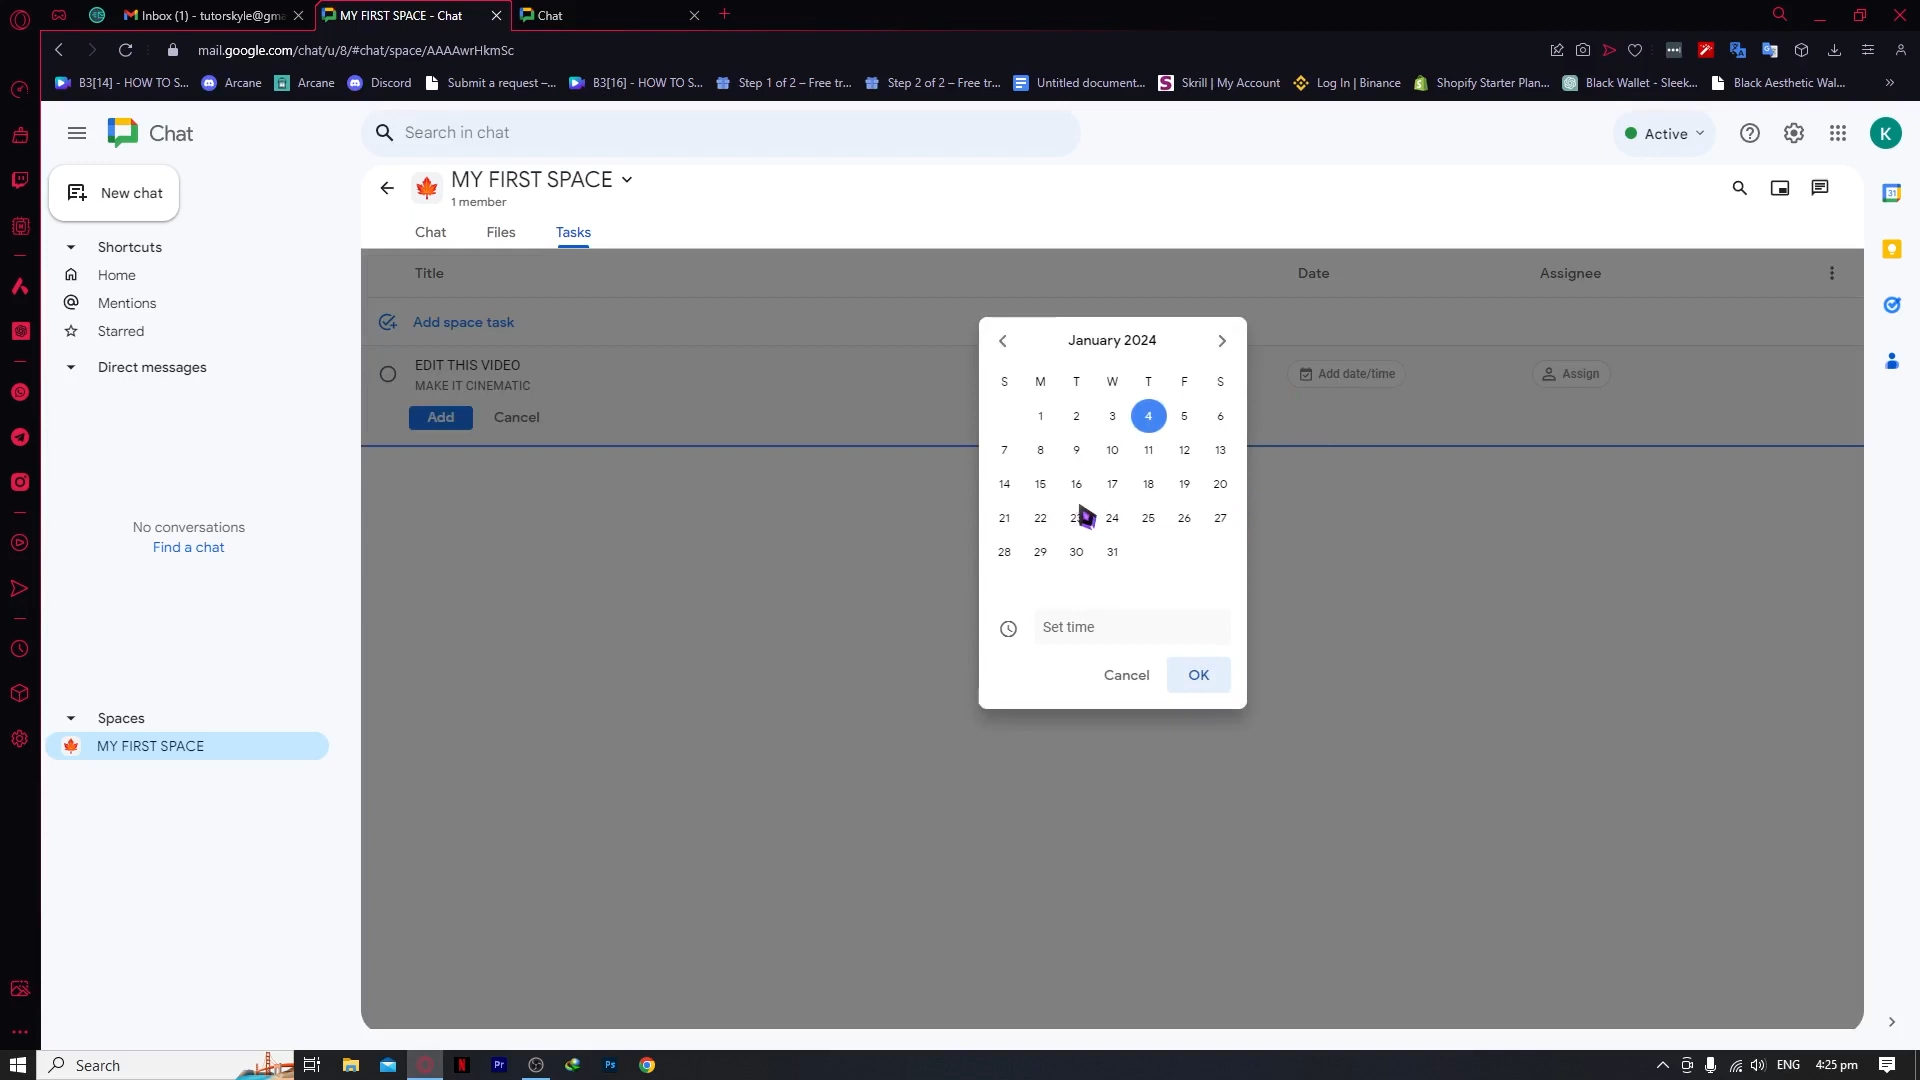 Inbox (1) - tutorskyle@gma
MY FIRST SPACE - Chat
Chat
mail.google.com/chat/u/8/#chat/space/AAAAwrHkmSc
B3[14] - HOW TO S...
Arcane
Arcane
Discord
Submit a request –...
B3[16] - HOW TO S...
Step 1 of 2 – Free tr...
Step 2 of 2 – Free tr...
Untitled document...
Skrill | My Account
Log In | Binance
Shopify Starter Plan...
Black Wallet - Sleek...
Black Aesthetic Wal...
Chat
Search in chat
Active
K
New chat
Shortcuts
Home
Mentions
Starred
Direct messages
No conversations
Find a chat
Spaces
MY FIRST SPACE
MY FIRST SPACE
1 member
Chat Files Tasks
Title Date Assignee
Add space task
EDIT THIS VIDEO
MAKE IT CINEMATIC
Add date/time
Assign
Add Cancel
January 2024
S M T W T F S
1 2 3 4 5 6
7 8 9 10 11 12 13
14 15 16 17 18 19 20
21 22 23 24 25 26 27
28 29 30 31
Set time
Cancel OK
31
Search
Pr
Ps
ENG
4:25 pm